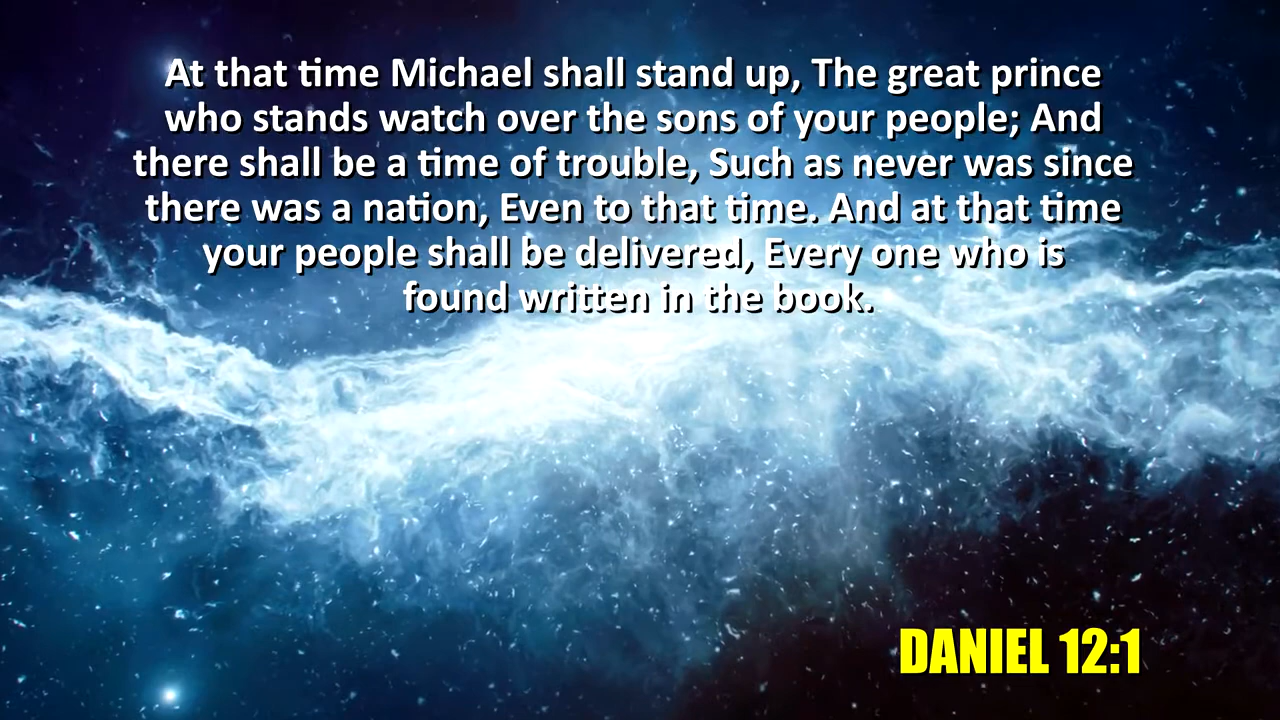 At that time Michael shall stand up, The great prince
who stands watch over the sons of your people; And
there shall be a time of trouble, Such as never was since
there was a nation, Even to that time. And at that time
your people shall be delivered, Every one who is
found written in the book.
DANIEL 12:1